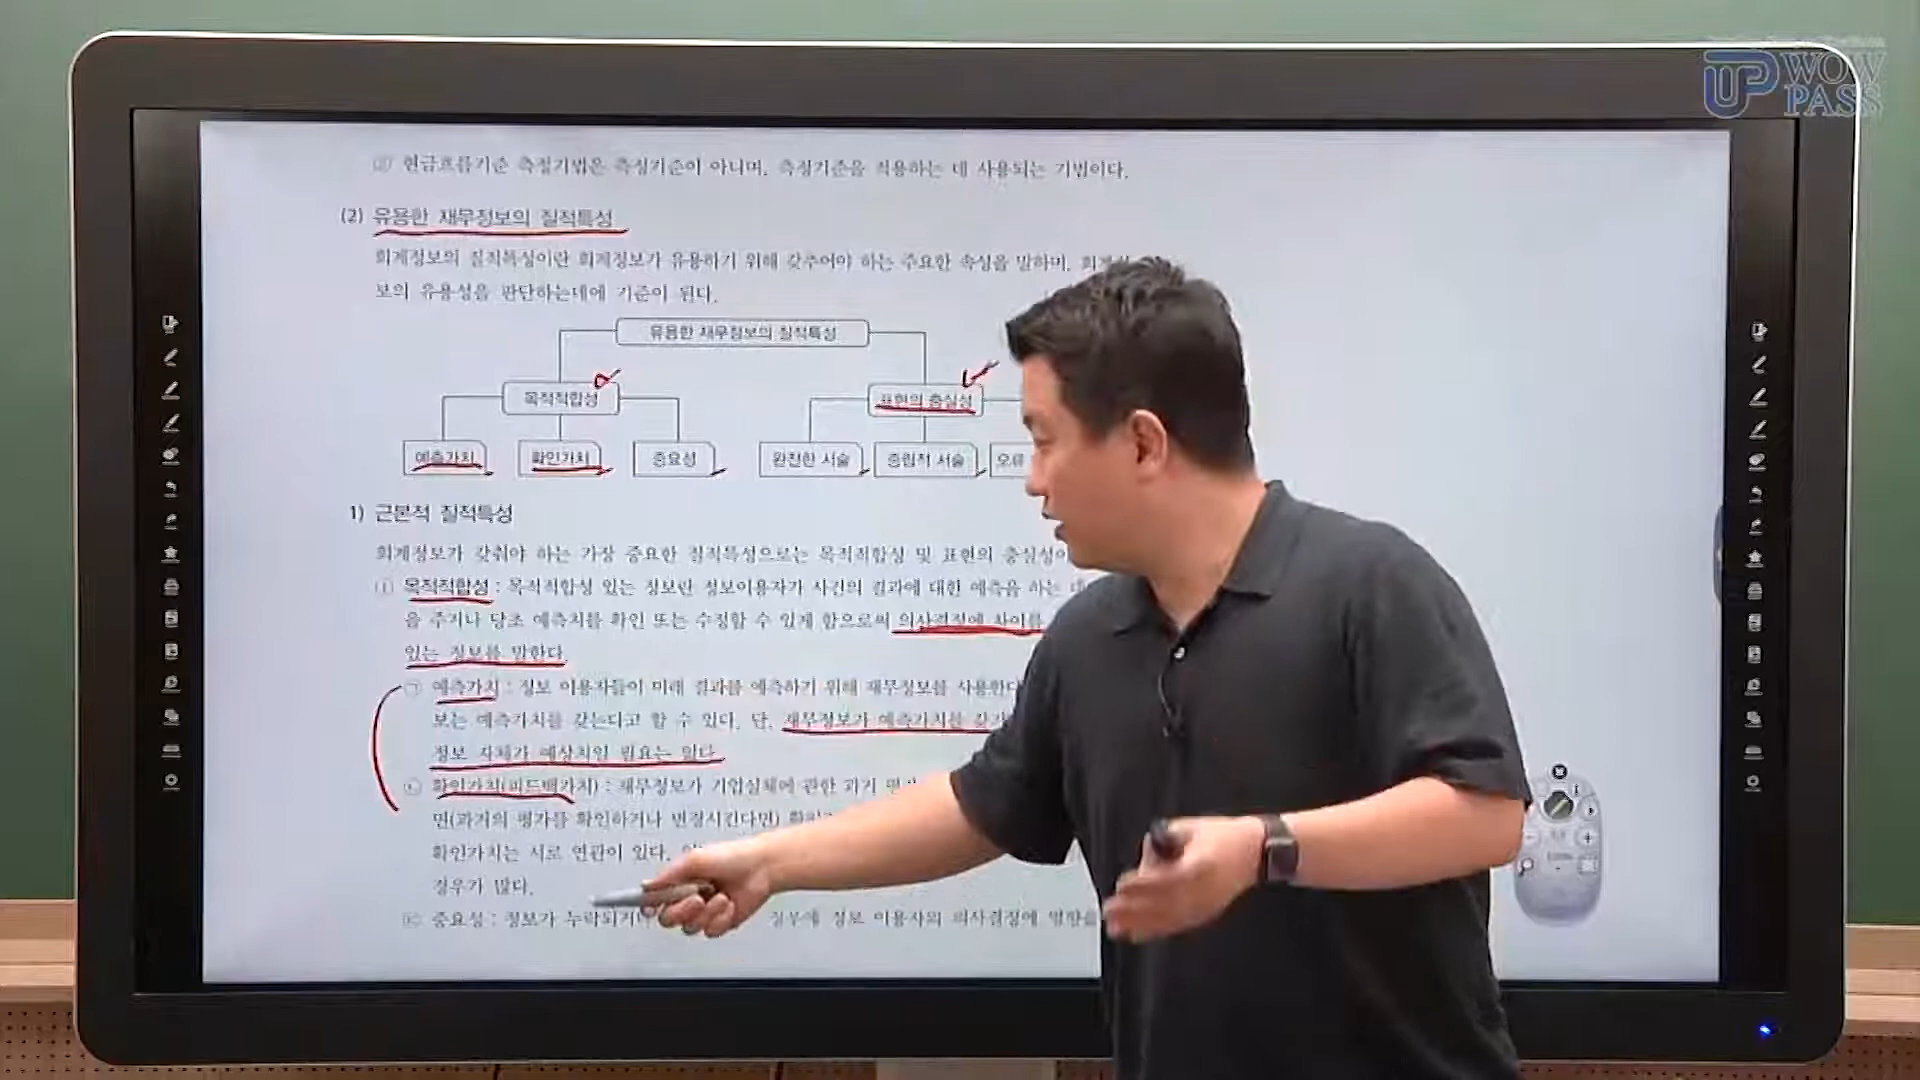 WOW
PASS
② 현금흐름기준 측정기법은 측정기준이 아니며, 측정기준을 적용하는 데 사용되는 기법이다.
(2) 유용한 재무정보의 질적특성
회계정보의 질적특성이란 회계정보가 유용하기 위해 갖추어야 하는 주요한 속성을 말하며, 회계정
보의 유용성을 판단하는데에 기준이 된다.
유용한 재무정보의 질적특성
목적적합성 표현의 충실성
예측가치 확인가치 중요성 완전한 서술 중립적 서술 오류
1) 근본적 질적특성
회계정보가 갖춰야 하는 가장 중요한 질적특성으로는 목적적합성 및 표현의 충실성이
① 목적적합성 : 목적적합성 있는 정보란 정보이용자가 사건의 결과에 대한 예측을 하는 데
을 주거나 당초 예측치를 확인 또는 수정할 수 있게 함으로써 의사결정에 차이를
있는 정보를 말한다.
㉠ 예측가치 : 정보 이용자들이 미래 결과를 예측하기 위해 재무정보를 사용한다
보는 예측가치를 갖는다고 할 수 있다. 단, 재무정보가 예측가치를 갖기
정보 자체가 예상치일 필요는 없다.
㉡ 확인가치(피드백가치) : 재무정보가 기업실체에 관한 과거 평가
면(과거의 평가를 확인하거나 변경시킨다면)
확인가치는 서로 연관이 있다.
경우가 많다.
㉢ 중요성 : 정보가 누락되거나 경우에 정보 이용자의 의사결정에 영향을